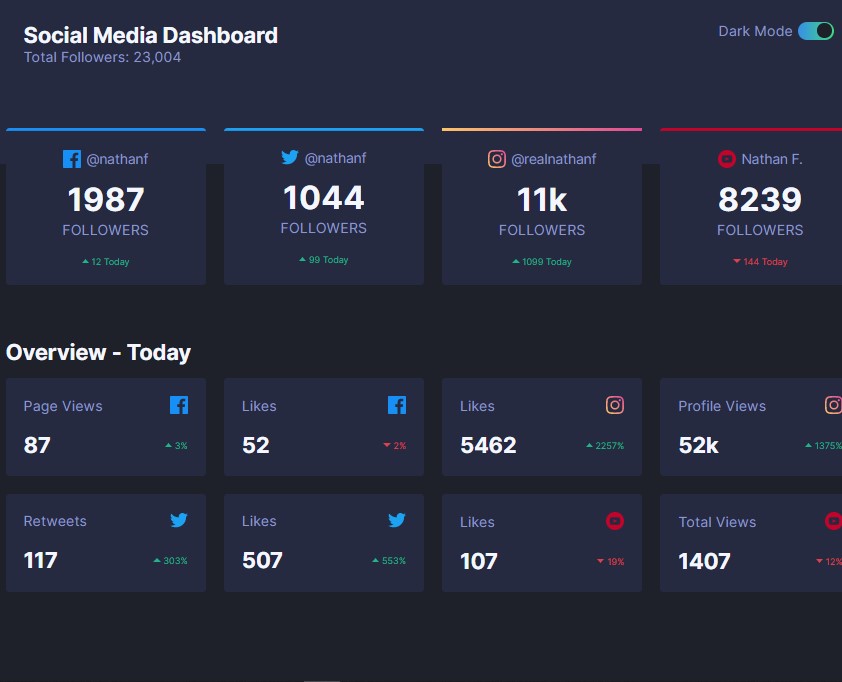 Social Media Dashboard
Total Followers: 23,004
Dark Mode
@nathanf
1987
FOLLOWERS
12 Today
@nathanf
1044
FOLLOWERS
99 Today
@realnathanf
11k
FOLLOWERS
1099 Today
Nathan F.
8239
FOLLOWERS
144 Today
Overview - Today
Page Views
87
3%
Likes
52
2%
Likes
5462
2257%
Profile Views
52k
1375%
Retweets
117
303%
Likes
507
553%
Likes
107
19%
Total Views
1407
12%